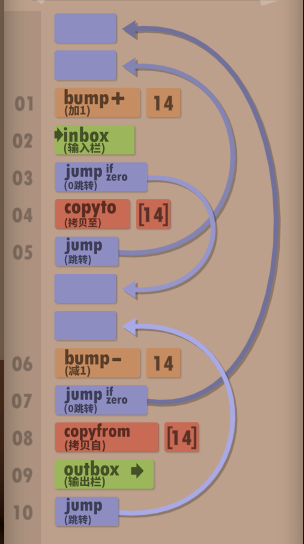 01 bump+ 14
(加1)
02 inbox
(输入栏)
03 jump if zero
(0跳转)
04 copyto [14]
(拷贝至)
05 jump
(跳转)
06 bump- 14
(减1)
07 jump if zero
(0跳转)
08 copyfrom [14]
(拷贝自)
09 outbox
(输出栏)
10 jump
(跳转)